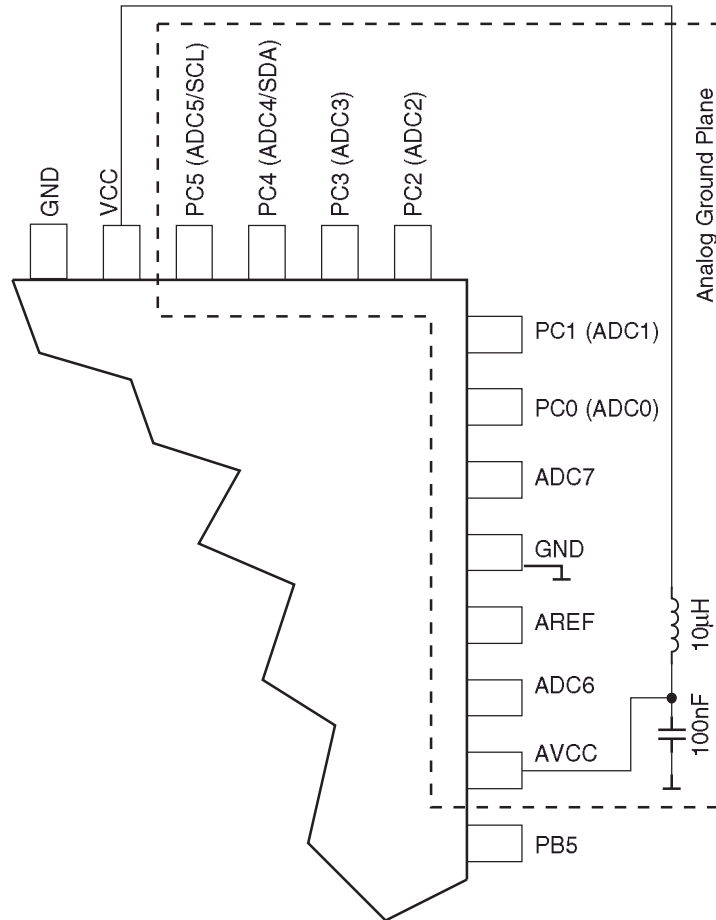 GND
VCC
PC5 (ADC5/SCL)
PC4 (ADC4/SDA)
PC3 (ADC3)
PC2 (ADC2)
Analog Ground Plane
PC1 (ADC1)
PC0 (ADC0)
ADC7
GND
AREF
ADC6
AVCC
PB5
10µH
100nF